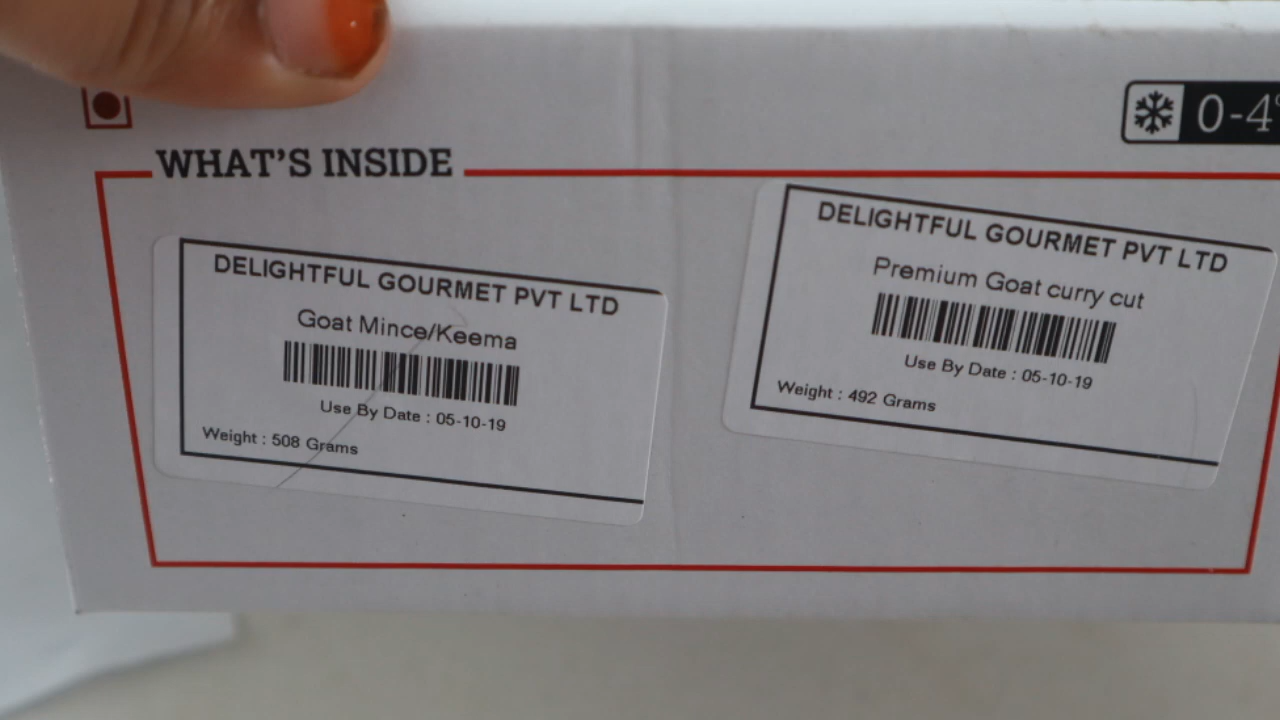 0-4°
WHAT'S INSIDE
DELIGHTFUL GOURMET PVT LTD
Goat Mince/Keema
Use By Date : 05-10-19
Weight : 508 Grams
DELIGHTFUL GOURMET PVT LTD
Premium Goat curry cut
Use By Date : 05-10-19
Weight : 492 Grams